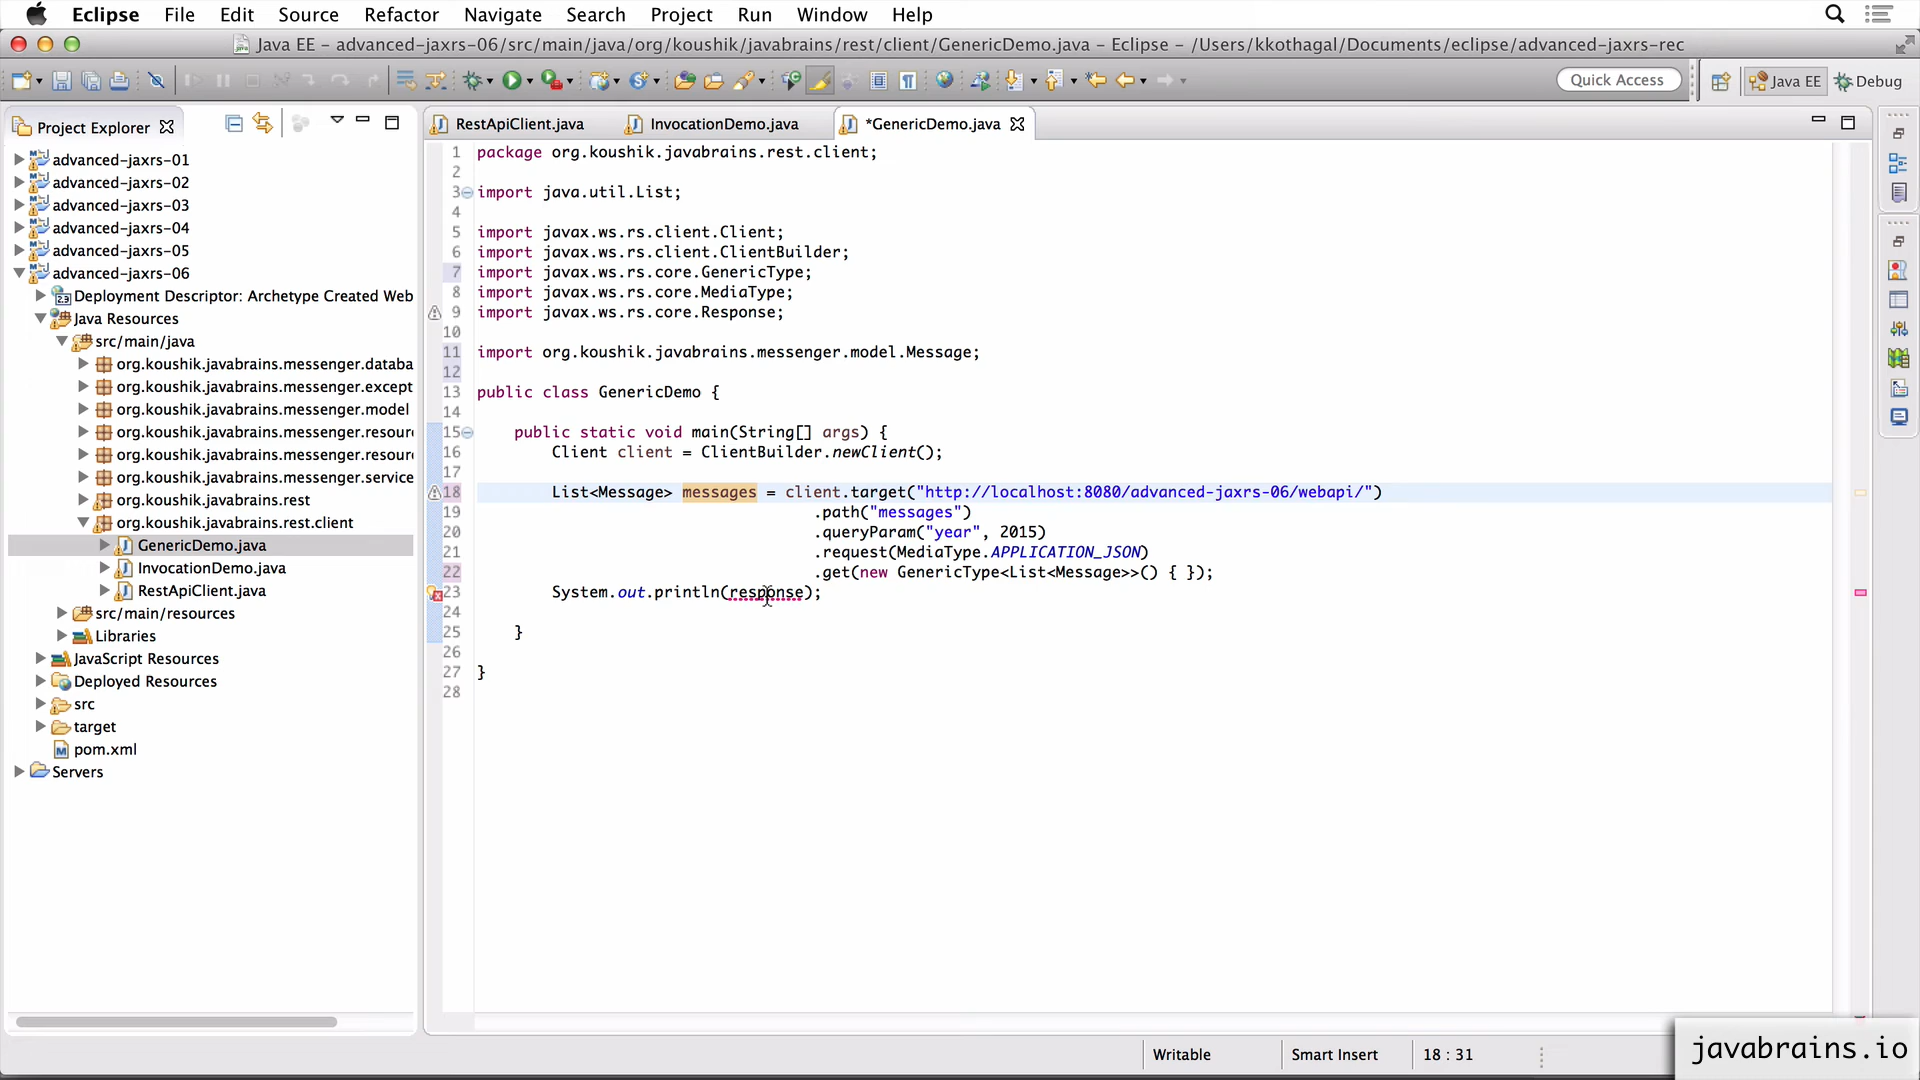 Eclipse File Edit Source Refactor Navigate Search Project Run Window Help
Java EE – advanced-jaxrs-06/src/main/java/org/koushik/javabrains/rest/client/GenericDemo.java – Eclipse – /Users/kkothagal/Documents/eclipse/advanced-jaxrs-rec
Quick Access
Java EE
Debug
Project Explorer
advanced-jaxrs-01
advanced-jaxrs-02
advanced-jaxrs-03
advanced-jaxrs-04
advanced-jaxrs-05
advanced-jaxrs-06
Deployment Descriptor: Archetype Created Web
Java Resources
src/main/java
org.koushik.javabrains.messenger.databa
org.koushik.javabrains.messenger.except
org.koushik.javabrains.messenger.model
org.koushik.javabrains.messenger.resour
org.koushik.javabrains.messenger.resour
org.koushik.javabrains.messenger.service
org.koushik.javabrains.rest
org.koushik.javabrains.rest.client
GenericDemo.java
InvocationDemo.java
RestApiClient.java
src/main/resources
Libraries
JavaScript Resources
Deployed Resources
src
target
pom.xml
Servers
RestApiClient.java
InvocationDemo.java
*GenericDemo.java
1 package org.koushik.javabrains.rest.client;
2
3 import java.util.List;
4
5 import javax.ws.rs.client.Client;
6 import javax.ws.rs.client.ClientBuilder;
7 import javax.ws.rs.core.GenericType;
8 import javax.ws.rs.core.MediaType;
9 import javax.ws.rs.core.Response;
10
11 import org.koushik.javabrains.messenger.model.Message;
12
13 public class GenericDemo {
14
15 public static void main(String[] args) {
16 Client client = ClientBuilder.newClient();
17
18 List<Message> messages = client.target("http://localhost:8080/advanced-jaxrs-06/webapi/")
19 .path("messages")
20 .queryParam("year", 2015)
21 .request(MediaType.APPLICATION_JSON)
22 .get(new GenericType<List<Message>>() { });
23 System.out.println(response);
24
25 }
26
27 }
28
Writable
Smart Insert
18 : 31
javabrains.io